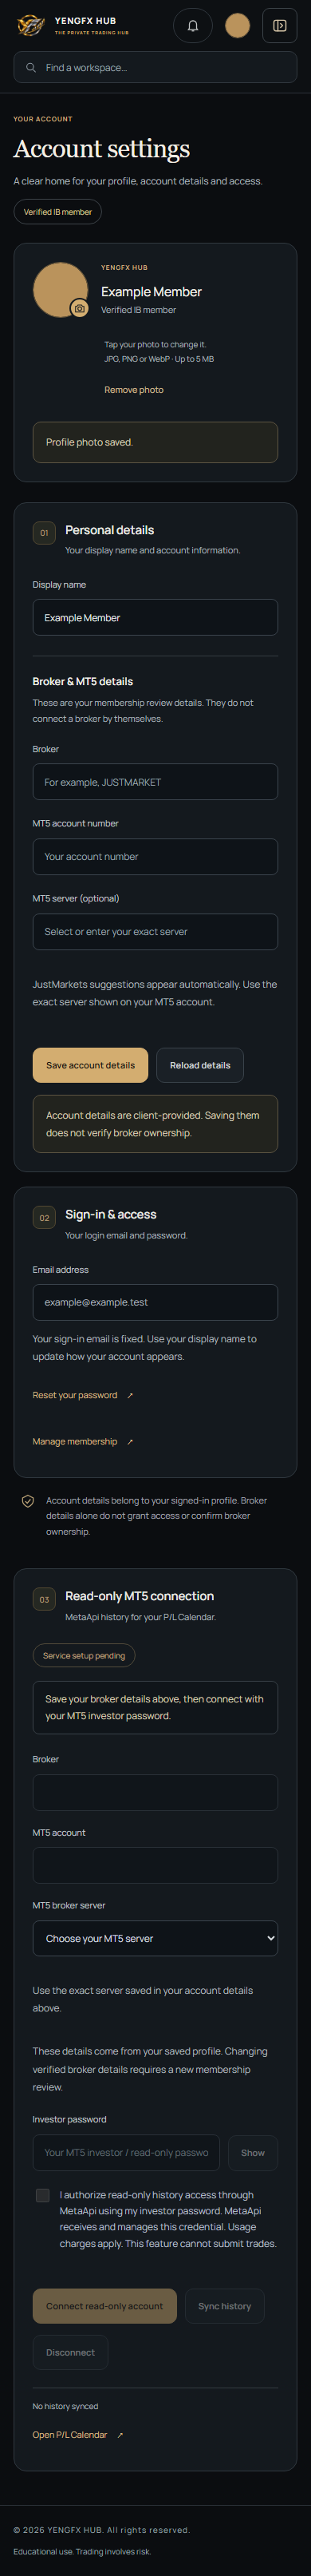 YENGFX HUB
THE PRIVATE TRADING HUB
Find a workspace...
YOUR ACCOUNT
Account settings
A clear home for your profile, account details and access.
Verified IB member
YENGFX HUB
Example Member
Verified IB member
Tap your photo to change it.
JPG, PNG or WebP · Up to 5 MB
Remove photo
Profile photo saved.
01
Personal details
Your display name and account information.
Display name
Example Member
Broker & MT5 details
These are your membership review details. They do not
connect a broker by themselves.
Broker
For example, JUSTMARKET
MT5 account number
Your account number
MT5 server (optional)
Select or enter your exact server
JustMarkets suggestions appear automatically. Use the
exact server shown on your MT5 account.
Save account details
Reload details
Account details are client-provided. Saving them
does not verify broker ownership.
02
Sign-in & access
Your login email and password.
Email address
example@example.test
Your sign-in email is fixed. Use your display name to
update how your account appears.
Reset your password ↗
Manage membership ↗
Account details belong to your signed-in profile. Broker
details alone do not grant access or confirm broker
ownership.
03
Read-only MT5 connection
MetaApi history for your P/L Calendar.
Service setup pending
Save your broker details above, then connect with
your MT5 investor password.
Broker
MT5 account
MT5 broker server
Choose your MT5 server
Use the exact server saved in your account details
above.
These details come from your saved profile. Changing
verified broker details requires a new membership
review.
Investor password
Your MT5 investor / read-only passwo
Show
I authorize read-only history access through
MetaApi using my investor password. MetaApi
receives and manages this credential. Usage
charges apply. This feature cannot submit trades.
Connect read-only account
Sync history
Disconnect
No history synced
Open P/L Calendar ↗
© 2026 YENGFX HUB. All rights reserved.
Educational use. Trading involves risk.